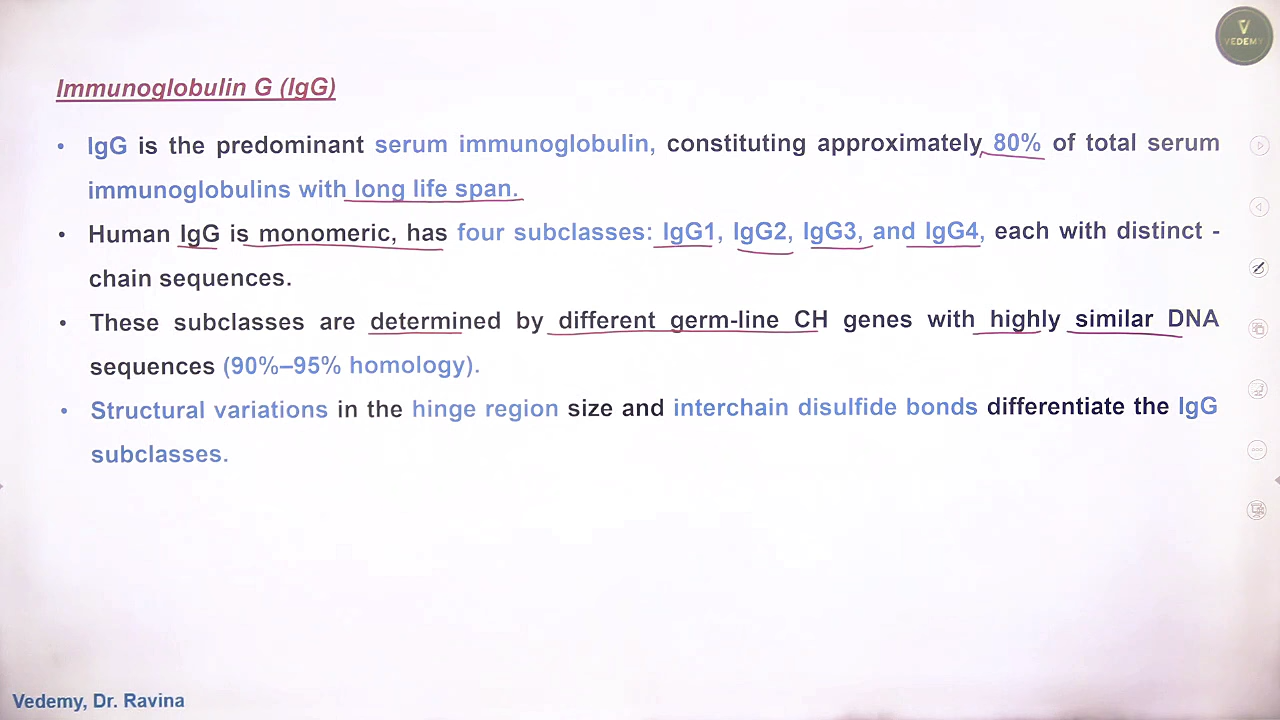 VEDEMY
Immunoglobulin G (IgG)
• IgG is the predominant serum immunoglobulin, constituting approximately 80% of total serum
immunoglobulins with long life span.
• Human IgG is monomeric, has four subclasses: IgG1, IgG2, IgG3, and IgG4, each with distinct -
chain sequences.
• These subclasses are determined by different germ-line CH genes with highly similar DNA
sequences (90%–95% homology).
• Structural variations in the hinge region size and interchain disulfide bonds differentiate the IgG
subclasses.
Vedemy, Dr. Ravina